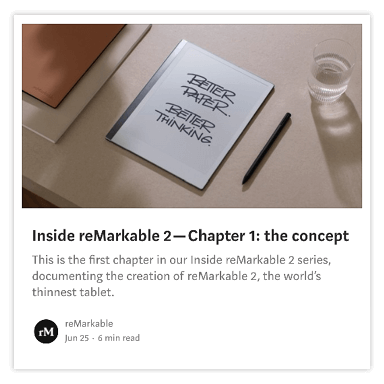 BETTER
PAPER.
BETTER
THINKING.
Inside reMarkable 2—Chapter 1: the concept
This is the first chapter in our Inside reMarkable 2 series,
documenting the creation of reMarkable 2, the world's
thinnest tablet.
rM
reMarkable
Jun 25 · 6 min read